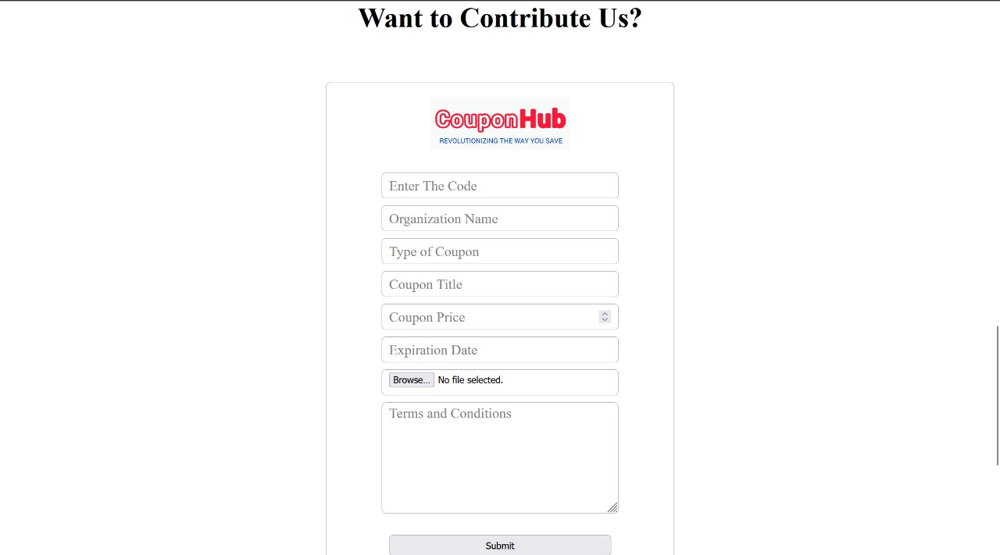 Want to Contribute Us?
CouponHub
REVOLUTIONIZING THE WAY YOU SAVE
Enter The Code
Organization Name
Type of Coupon
Coupon Title
Coupon Price
Expiration Date
Browse... No file selected.
Terms and Conditions
Submit